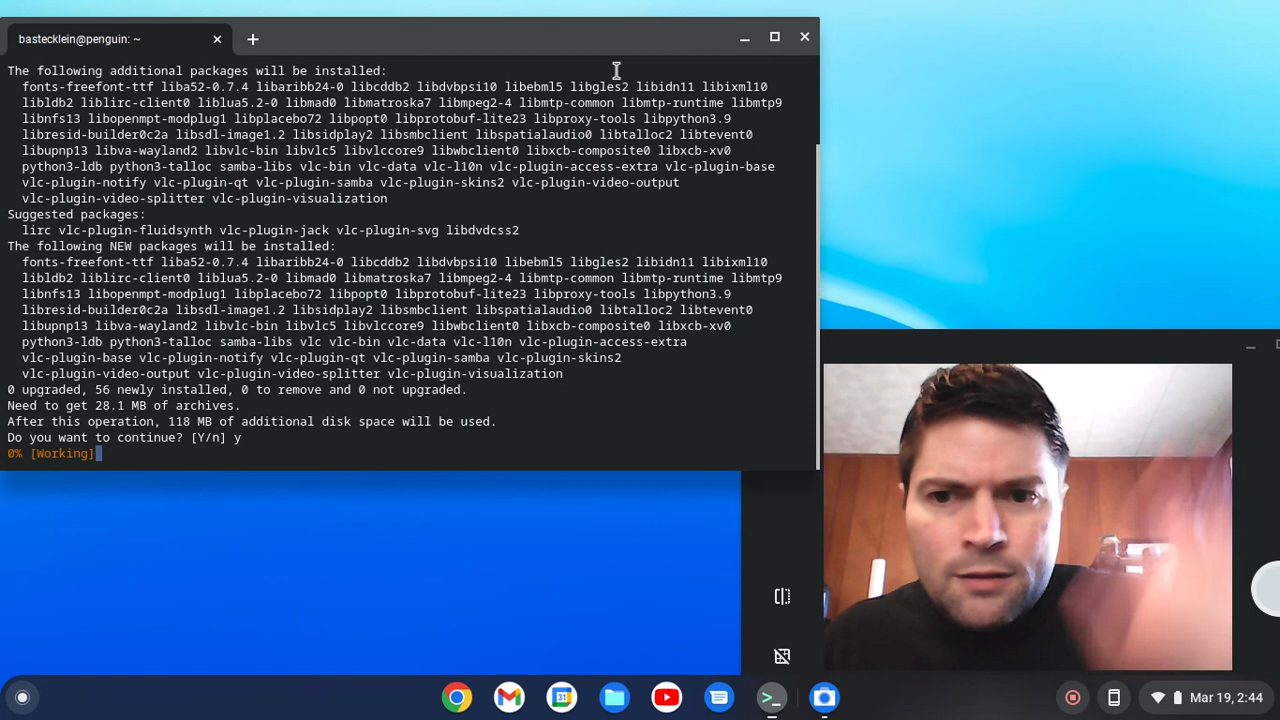 bastecklein@penguin: ~
The following additional packages will be installed:
fonts-freefont-ttf liba52-0.7.4 libaribb24-0 libcddb2 libdvbpsi10 libebml5 libgles2 libidn11 libixml10
libldb2 liblirc-client0 liblua5.2-0 libmad0 libmatroska7 libmpeg2-4 libmtp-common libmtp-runtime libmtp9
libnfs13 libopenmpt-modplug1 libplacebo72 libpopt0 libprotobuf-lite23 libproxy-tools libpython3.9
libresid-builder0c2a libsdl-image1.2 libsidplay2 libsmbclient libspatialaudio0 libtalloc2 libtevent0
libupnp13 libva-wayland2 libvlc-bin libvlc5 libvlccore9 libwbclient0 libxcb-composite0 libxcb-xv0
python3-ldb python3-talloc samba-libs vlc-bin vlc-data vlc-l10n vlc-plugin-access-extra vlc-plugin-base
vlc-plugin-notify vlc-plugin-qt vlc-plugin-samba vlc-plugin-skins2 vlc-plugin-video-output
vlc-plugin-video-splitter vlc-plugin-visualization
Suggested packages:
lirc vlc-plugin-fluidsynth vlc-plugin-jack vlc-plugin-svg libdvdcss2
The following NEW packages will be installed:
fonts-freefont-ttf liba52-0.7.4 libaribb24-0 libcddb2 libdvbpsi10 libebml5 libgles2 libidn11 libixml10
libldb2 liblirc-client0 liblua5.2-0 libmad0 libmatroska7 libmpeg2-4 libmtp-common libmtp-runtime libmtp9
libnfs13 libopenmpt-modplug1 libplacebo72 libpopt0 libprotobuf-lite23 libproxy-tools libpython3.9
libresid-builder0c2a libsdl-image1.2 libsidplay2 libsmbclient libspatialaudio0 libtalloc2 libtevent0
libupnp13 libva-wayland2 libvlc-bin libvlc5 libvlccore9 libwbclient0 libxcb-composite0 libxcb-xv0
python3-ldb python3-talloc samba-libs vlc vlc-bin vlc-data vlc-l10n vlc-plugin-access-extra
vlc-plugin-base vlc-plugin-notify vlc-plugin-qt vlc-plugin-samba vlc-plugin-skins2
vlc-plugin-video-output vlc-plugin-video-splitter vlc-plugin-visualization
0 upgraded, 56 newly installed, 0 to remove and 0 not upgraded.
Need to get 28.1 MB of archives.
After this operation, 118 MB of additional disk space will be used.
Do you want to continue? [Y/n] y
0% [Working]
31
Mar 19, 2:44